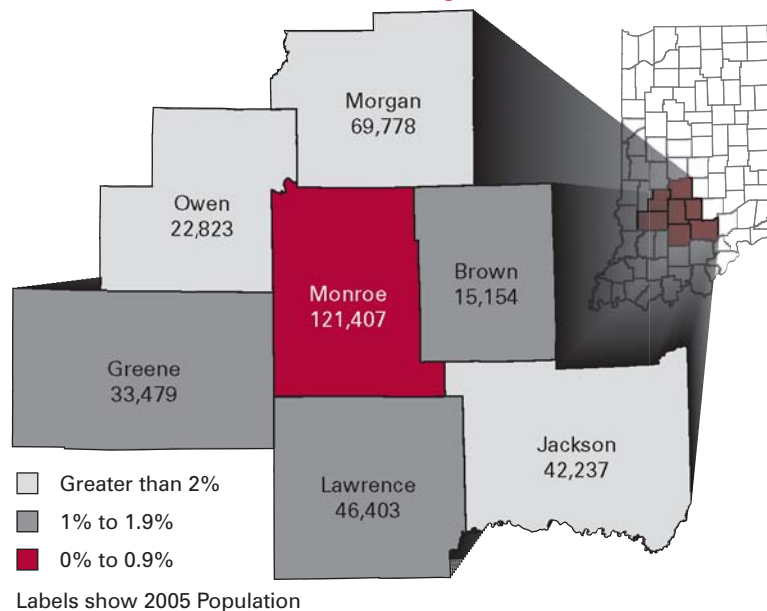 Morgan
69,778
Owen
22,823
Brown
15,154
Monroe
121,407
Greene
33,479
Jackson
42,237
Lawrence
46,403
Greater than 2%
1% to 1.9%
0% to 0.9%
Labels show 2005 Population